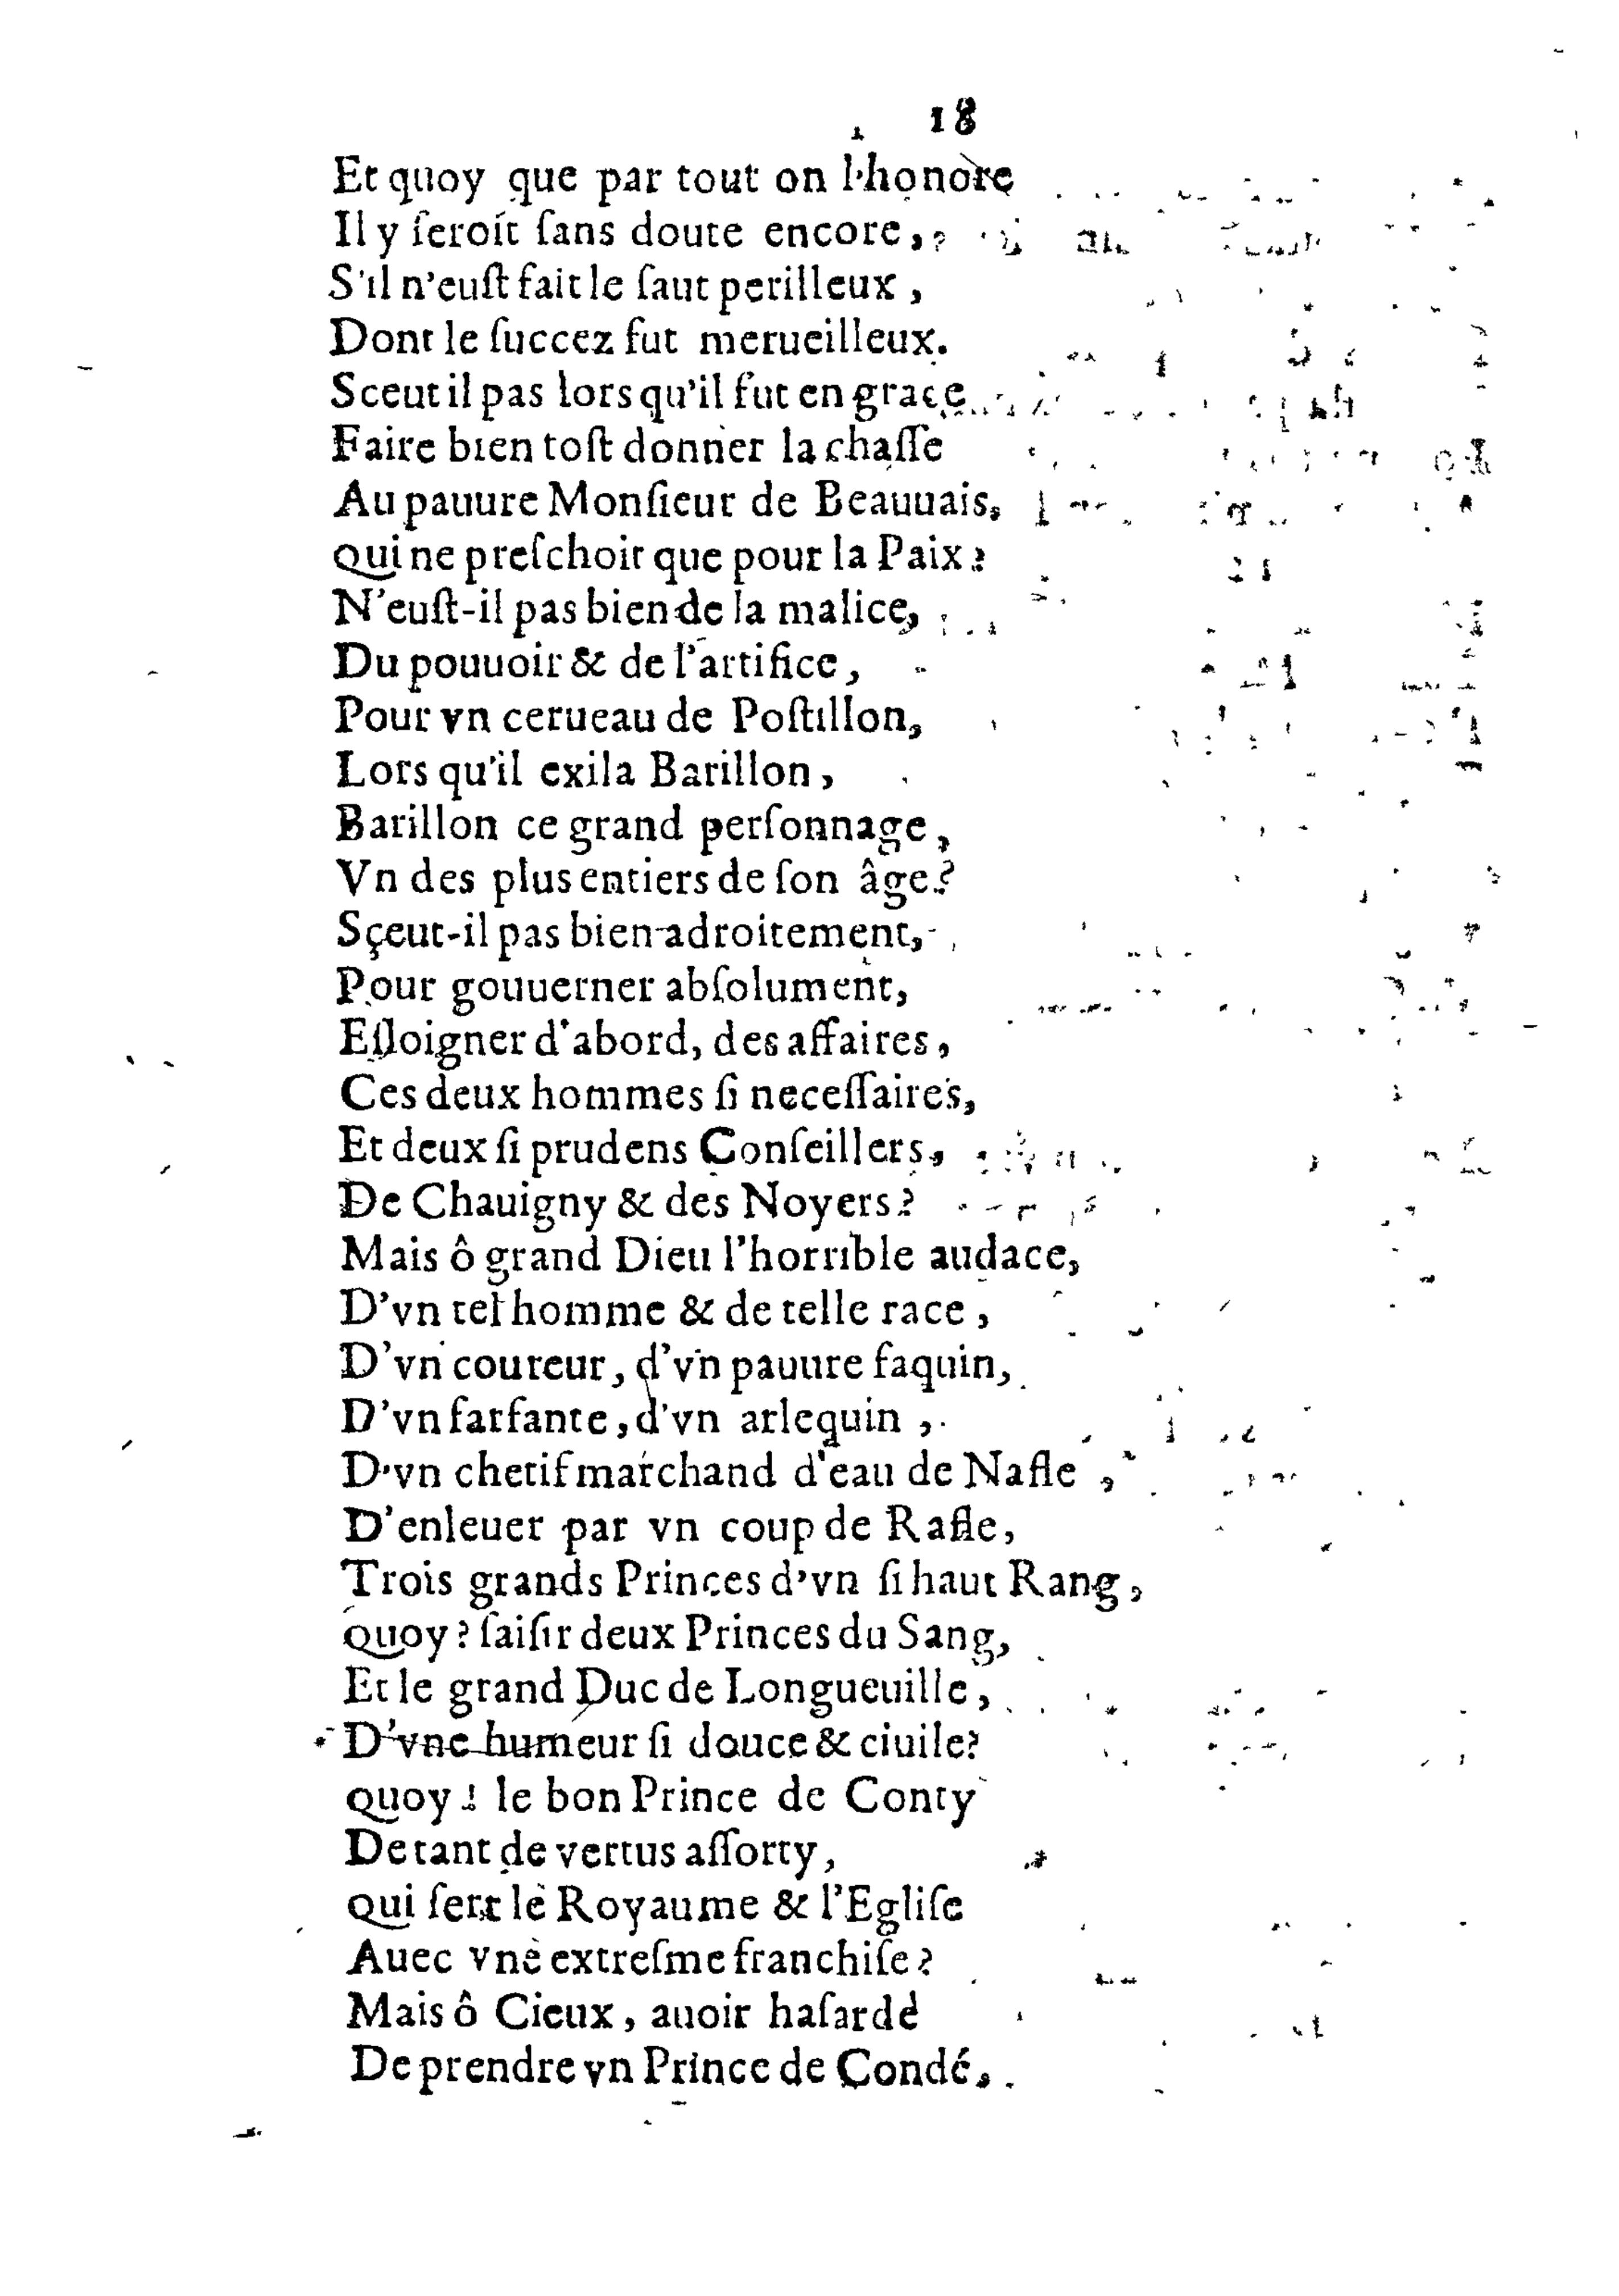 18
Et quoy que par tout on l'honore
Il y ſeroit ſans doute encore,
S'il n'euſt fait le ſaut perilleux,
Dont le ſuccez fut merueilleux.
Sceut il pas lors qu'il fut en grace
Faire bien toſt donner la chaſſe
Au pauure Monſieur de Beauuais,
Qui ne preſchoit que pour la Paix?
N'euſt-il pas bien de la malice,
Du pouuoir & de l'artifice,
Pour vn cerueau de Poſtillon,
Lors qu'il exila Barillon,
Barillon ce grand perſonnage,
Vn des plus entiers de ſon âge?
Sçeut-il pas bien adroitement,
Pour gouuerner abſolument,
Eſloigner d'abord, des affaires,
Ces deux hommes ſi neceſſaires,
Et deux ſi prudens Conſeillers,
De Chauigny & des Noyers?
Mais ô grand Dieu l'horrible audace,
D'vn tel homme & de telle race,
D'vn coureur, d'vn pauure faquin,
D'vn farfante, d'vn arlequin,
D'vn chetif marchand d'eau de Nafle,
D'enleuer par vn coup de Rafle,
Trois grands Princes d'vn ſi haut Rang,
Quoy? ſaiſir deux Princes du Sang,
Et le grand Duc de Longueuille,
D'vne humeur ſi douce & ciuile?
Quoy! le bon Prince de Conty
De tant de vertus aſſorty,
Qui ſert le Royaume & l'Egliſe
Auec vne extreſme franchiſe?
Mais ô Cieux, auoir haſardé
De prendre vn Prince de Condé,